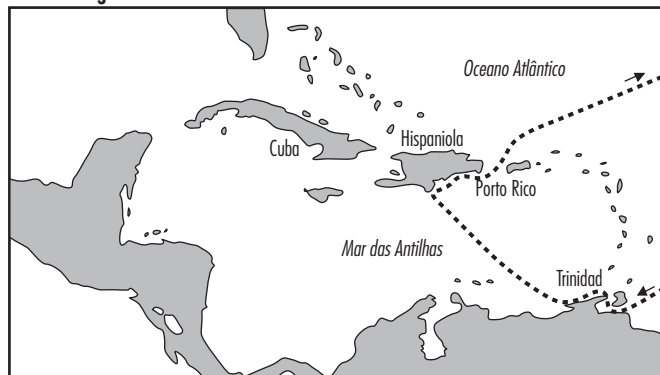 Oceano Atlântico
Hispaniola
Cuba
Porto Rico
Mar das Antilhas
Trinidad